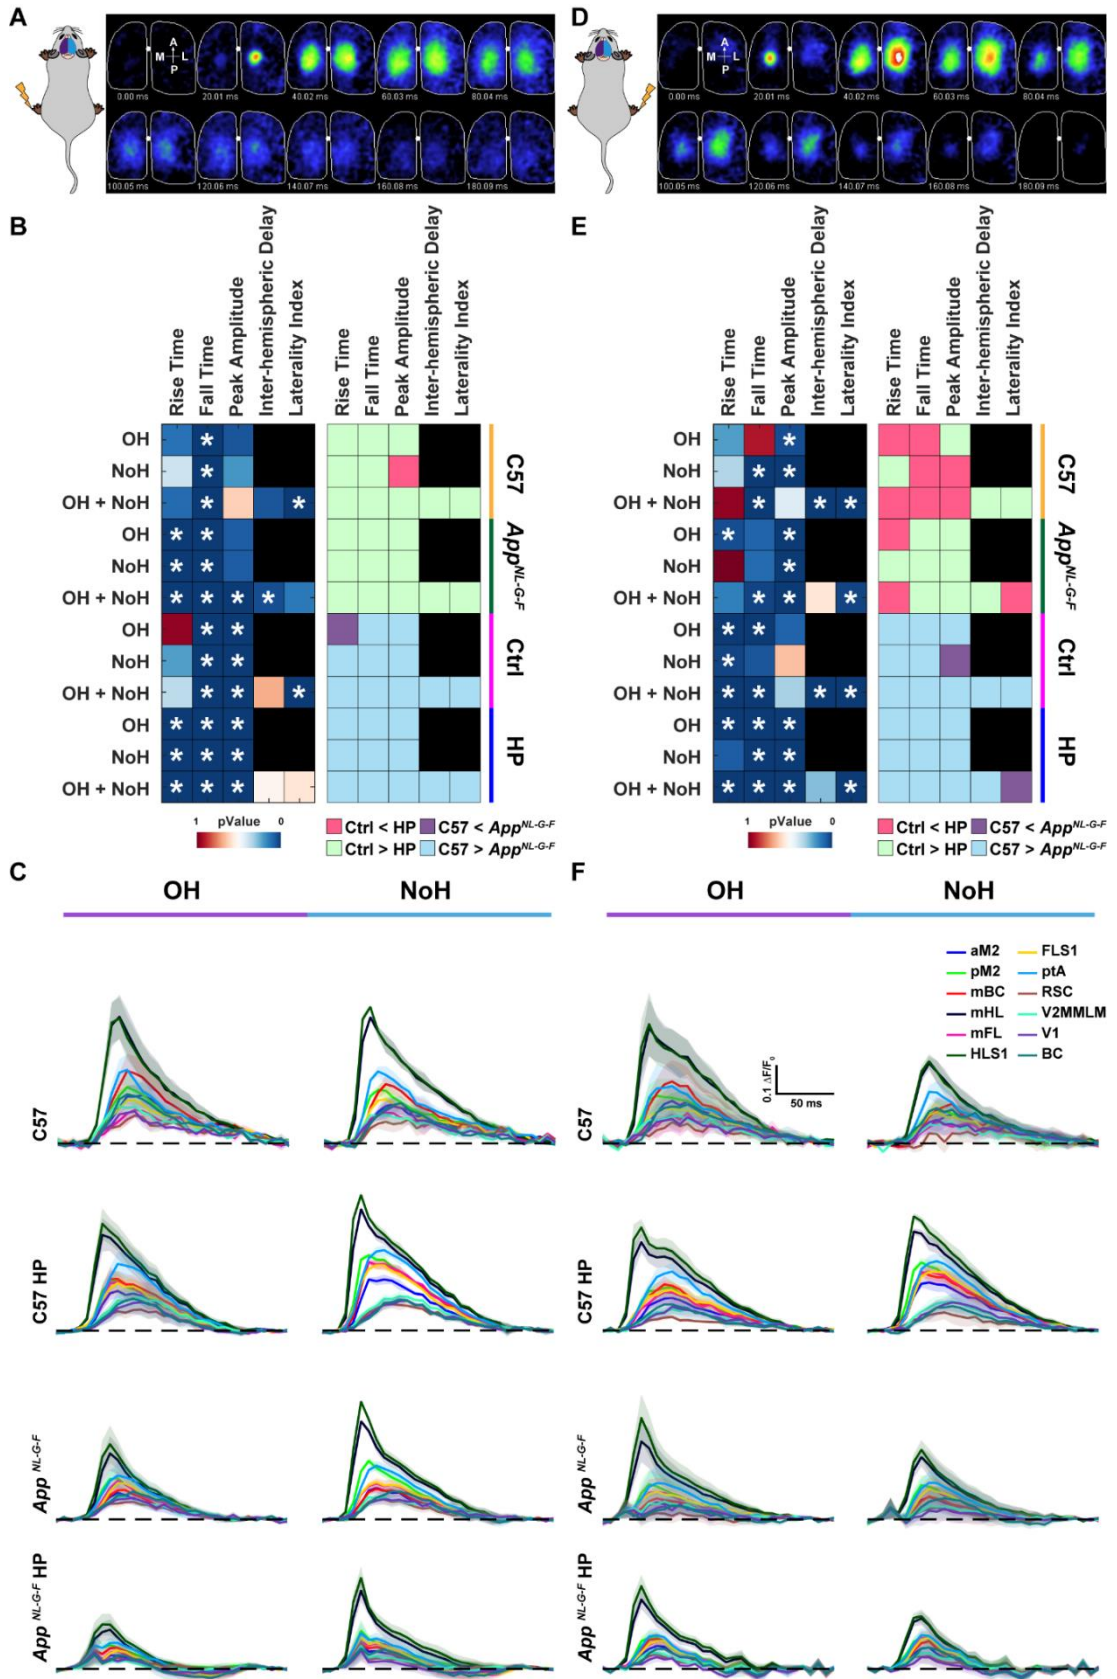 A
A
M L
P
0.00 ms 20.01 ms 40.02 ms 60.03 ms 80.04 ms
100.05 ms 120.06 ms 140.07 ms 160.08 ms 180.09 ms
D
A
M L
P
0.00 ms 20.01 ms 40.02 ms 60.03 ms 80.04 ms
100.05 ms 120.06 ms 140.07 ms 160.08 ms 180.09 ms
B
Rise Time
Fall Time
Peak Amplitude
Inter-hemispheric Delay
Laterality Index
Rise Time
Fall Time
Peak Amplitude
Inter-hemispheric Delay
Laterality Index
OH
NoH
OH + NoH
OH
NoH
OH + NoH
OH
NoH
OH + NoH
OH
NoH
OH + NoH
C57
App NL-G-F
Ctrl
HP
1 pValue 0
Ctrl < HP C57 < App NL-G-F
Ctrl > HP C57 > App NL-G-F
E
Rise Time
Fall Time
Peak Amplitude
Inter-hemispheric Delay
Laterality Index
Rise Time
Fall Time
Peak Amplitude
Inter-hemispheric Delay
Laterality Index
OH
NoH
OH + NoH
OH
NoH
OH + NoH
OH
NoH
OH + NoH
OH
NoH
OH + NoH
C57
App NL-G-F
Ctrl
HP
1 pValue 0
Ctrl < HP C57 < App NL-G-F
Ctrl > HP C57 > App NL-G-F
C
OH NoH
C57
C57 HP
App NL-G-F
App NL-G-F HP
F
OH NoH
aM2 FLS1
pM2 ptA
mBC RSC
mHL V2MMLM
mFL V1
HLS1 BC
0.1 ΔF/F0
50 ms
C57
C57 HP
App NL-G-F
App NL-G-F HP